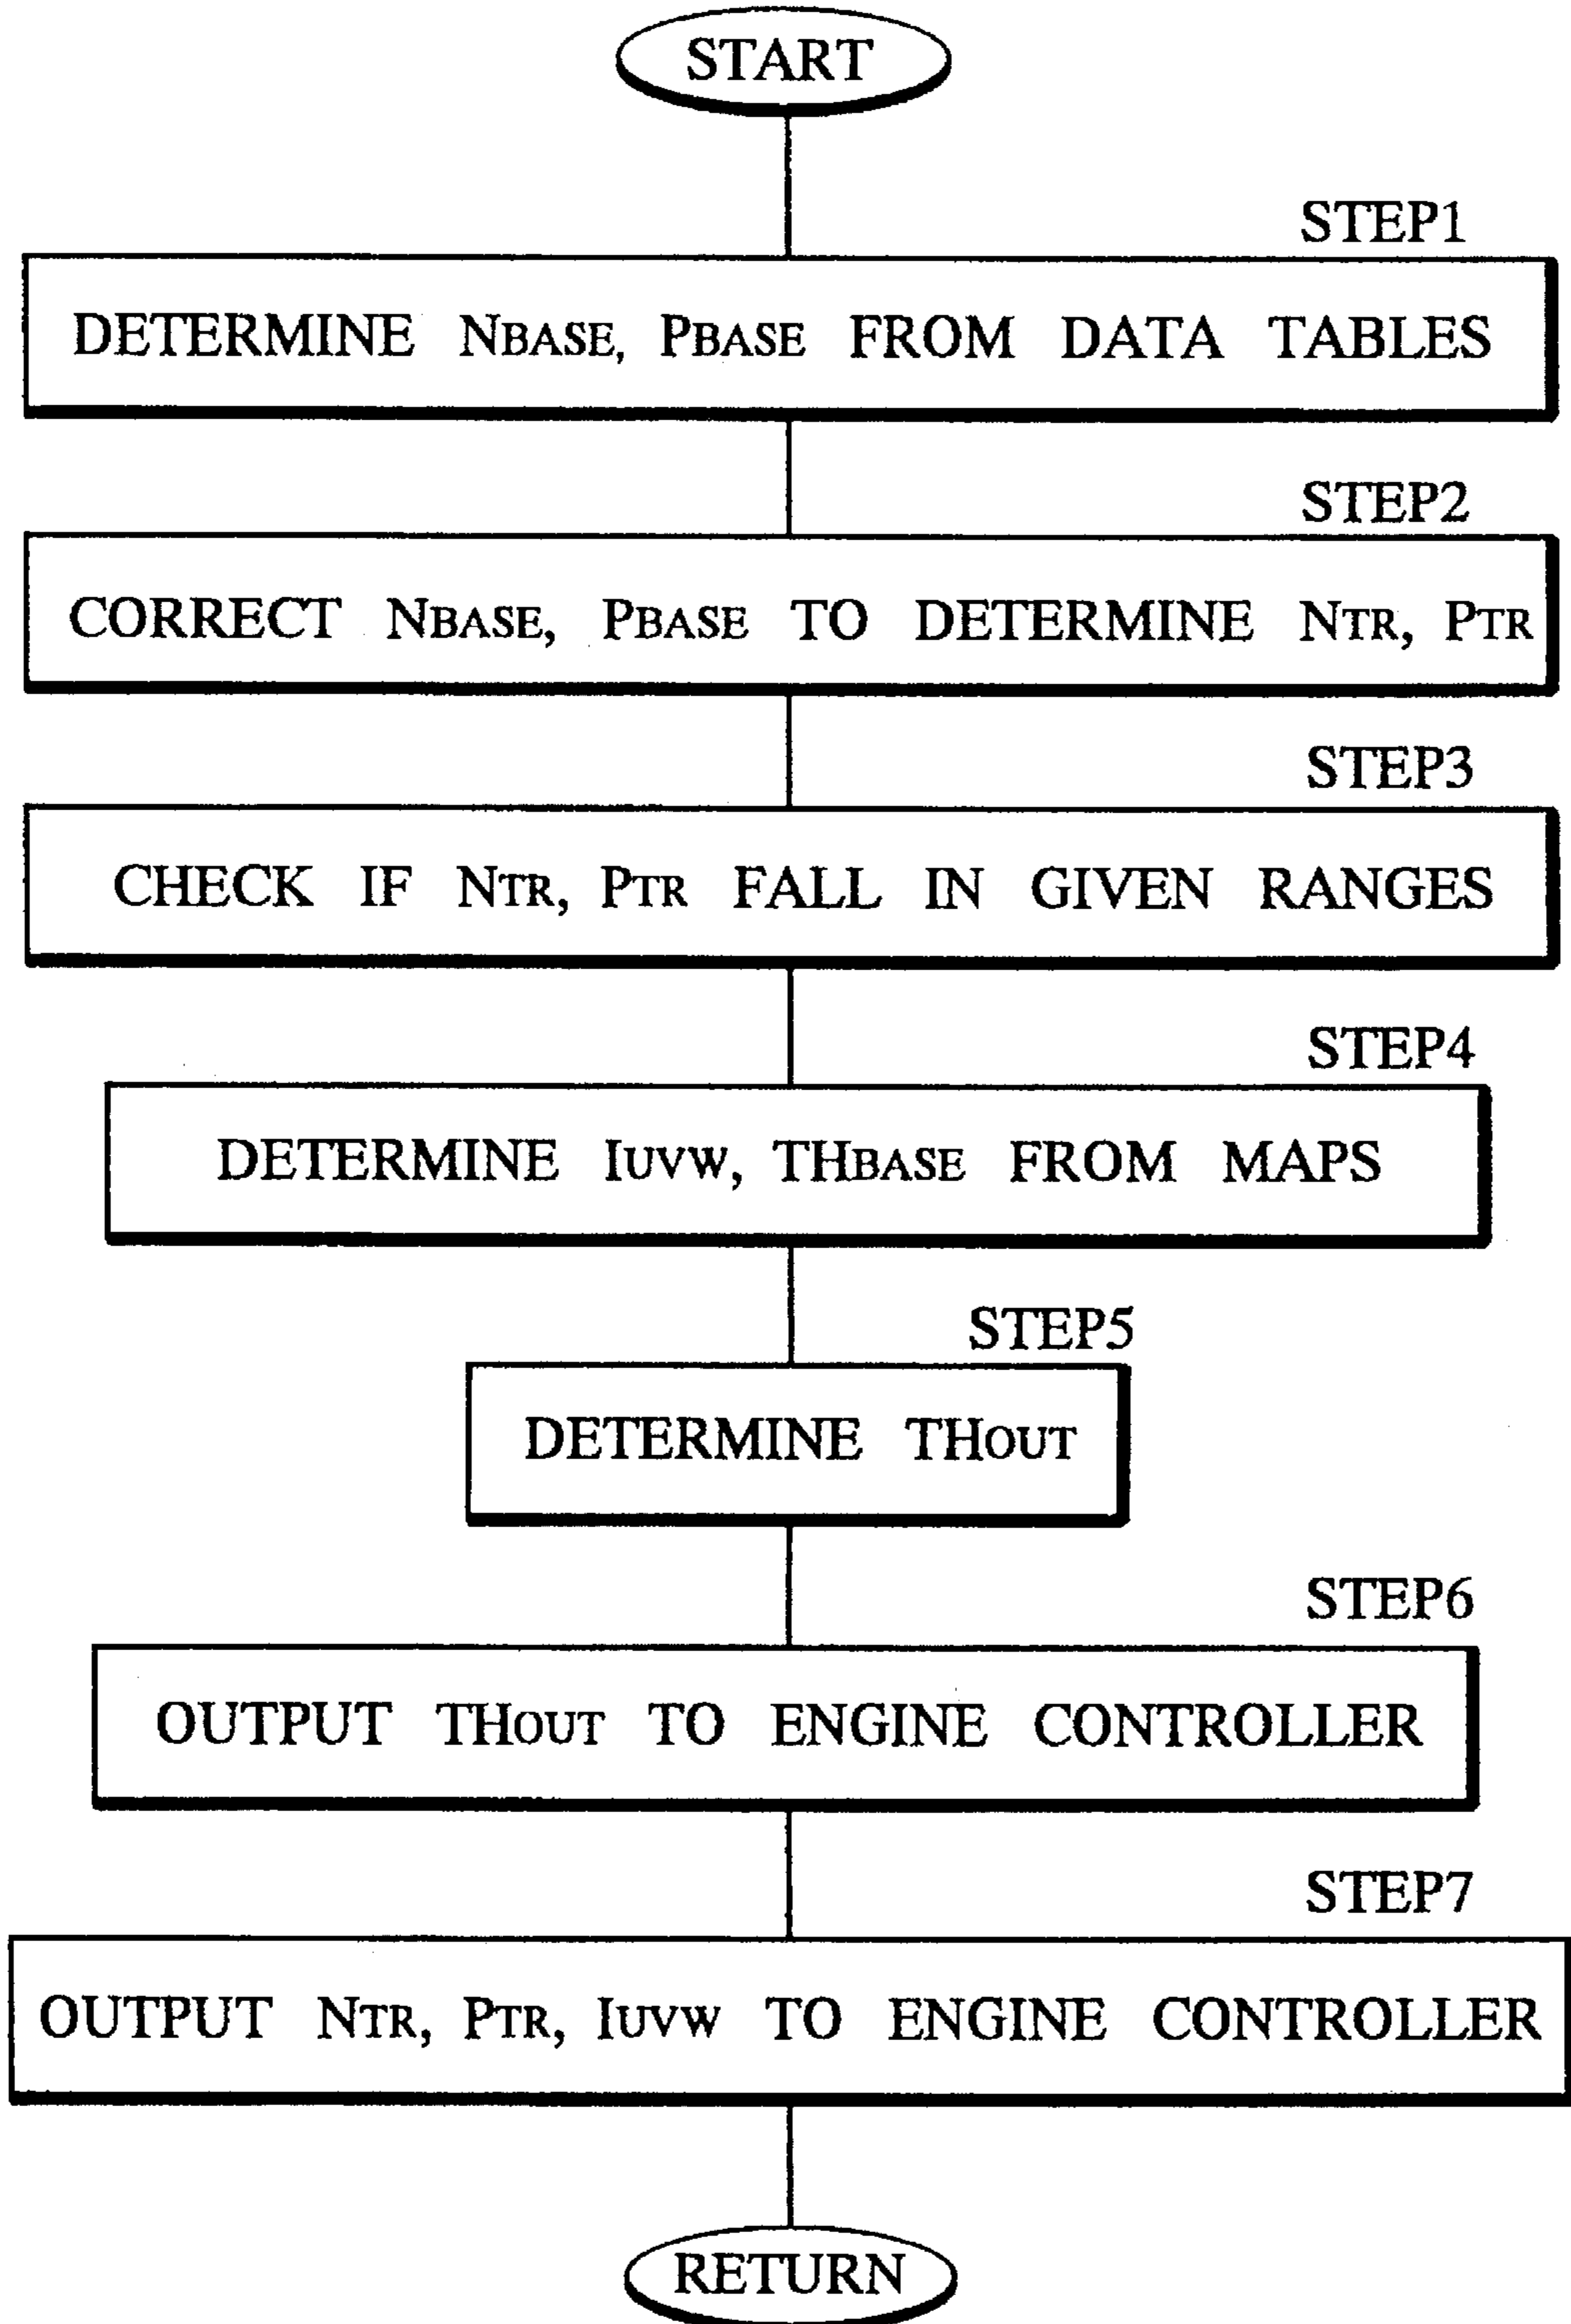 START
STEP1
DETERMINE NBASE, PBASE FROM DATA TABLES
STEP2
CORRECT NBASE, PBASE TO DETERMINE NTR, PTR
STEP3
CHECK IF NTR, PTR FALL IN GIVEN RANGES
STEP4
DETERMINE IUVW, THBASE FROM MAPS
STEP5
DETERMINE THOUT
STEP6
OUTPUT THOUT TO ENGINE CONTROLLER
STEP7
OUTPUT NTR, PTR, IUVW TO ENGINE CONTROLLER
RETURN